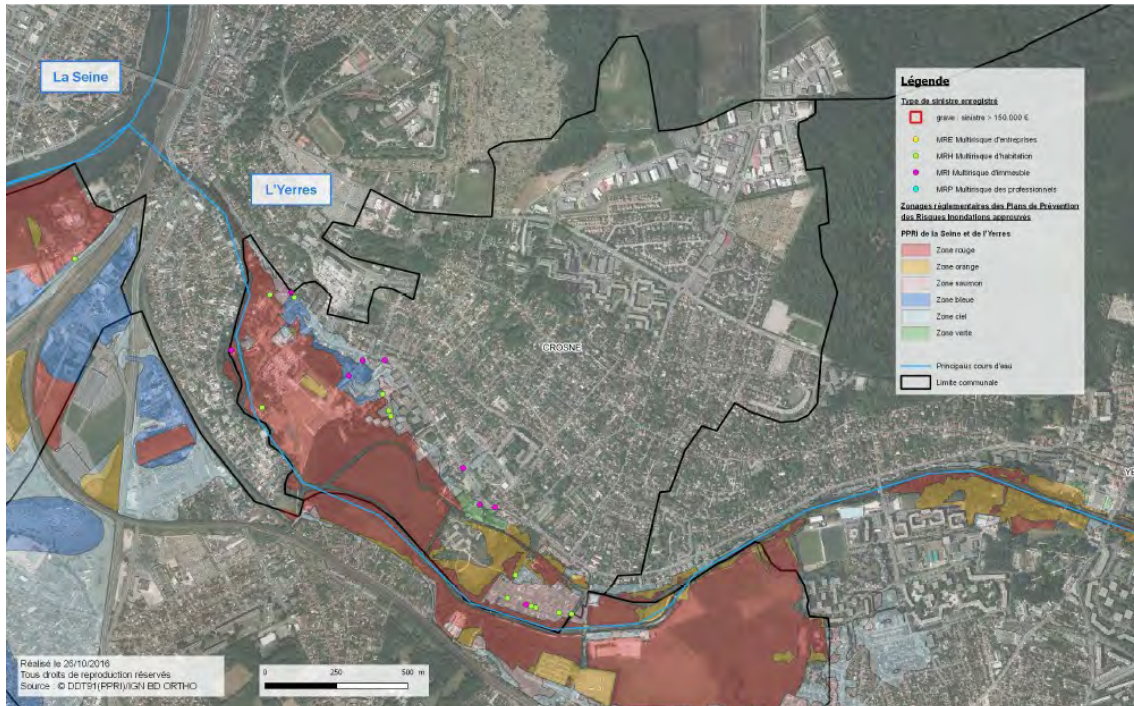 La Seine
L'Yerres
CROSNE
YE
Légende
Type de sinistre enregistré
grave : sinistre > 150.000 €
MRE Multirisque d'entreprises
MRH Multirisque d'habitation
MRI Multirisque d'immeuble
MRP Multirisque des professionnels
Zonages réglementaires des Plans de Prévention
des Risques Inondations approuvés
PPRI de la Seine et de l'Yerres
Zone rouge
Zone orange
Zone saumon
Zone bleue
Zone ciel
Zone verte
Principaux cours d'eau
Limite communale
Réalisé le 26/10/2016
Tous droits de reproduction réservés
Source : © DDT91(PPRI)/IGN BD ORTHO
0 250 500 m